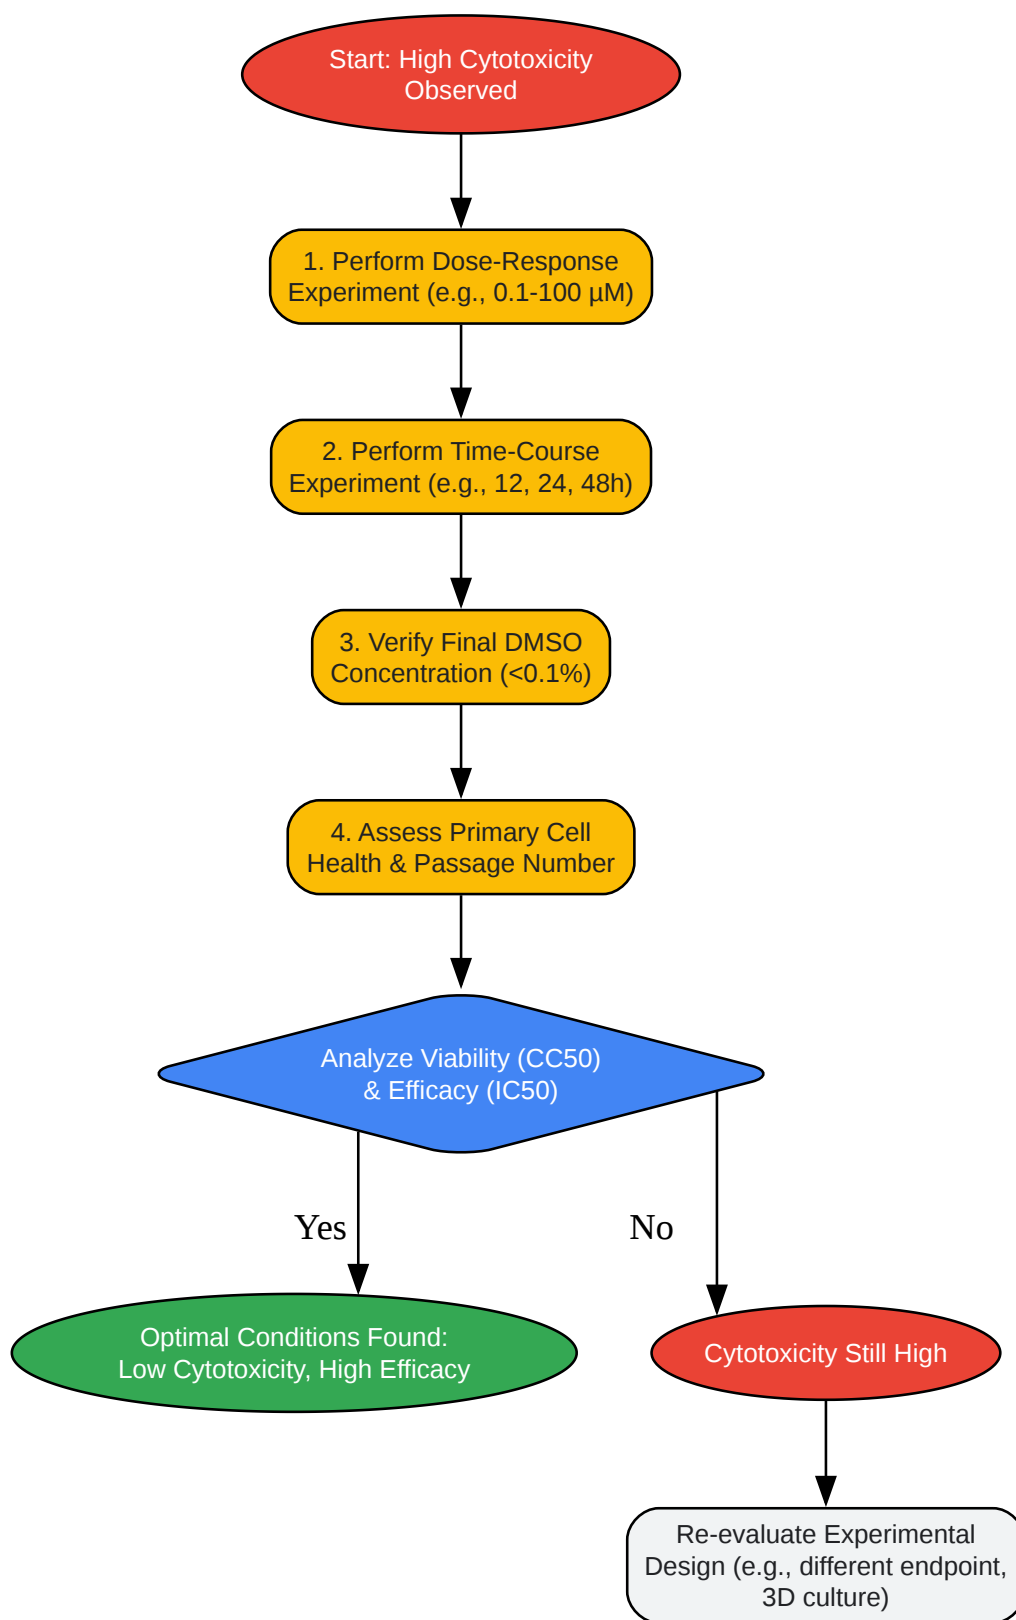 Start: High Cytotoxicity
Observed
1. Perform Dose-Response
Experiment (e.g., 0.1-100 µM)
2. Perform Time-Course
Experiment (e.g., 12, 24, 48h)
3. Verify Final DMSO
Concentration (<0.1%)
4. Assess Primary Cell
Health & Passage Number
Analyze Viability (CC50)
& Efficacy (IC50)
Yes
No
Optimal Conditions Found:
Low Cytotoxicity, High Efficacy
Cytotoxicity Still High
Re-evaluate Experimental
Design (e.g., different endpoint,
3D culture)